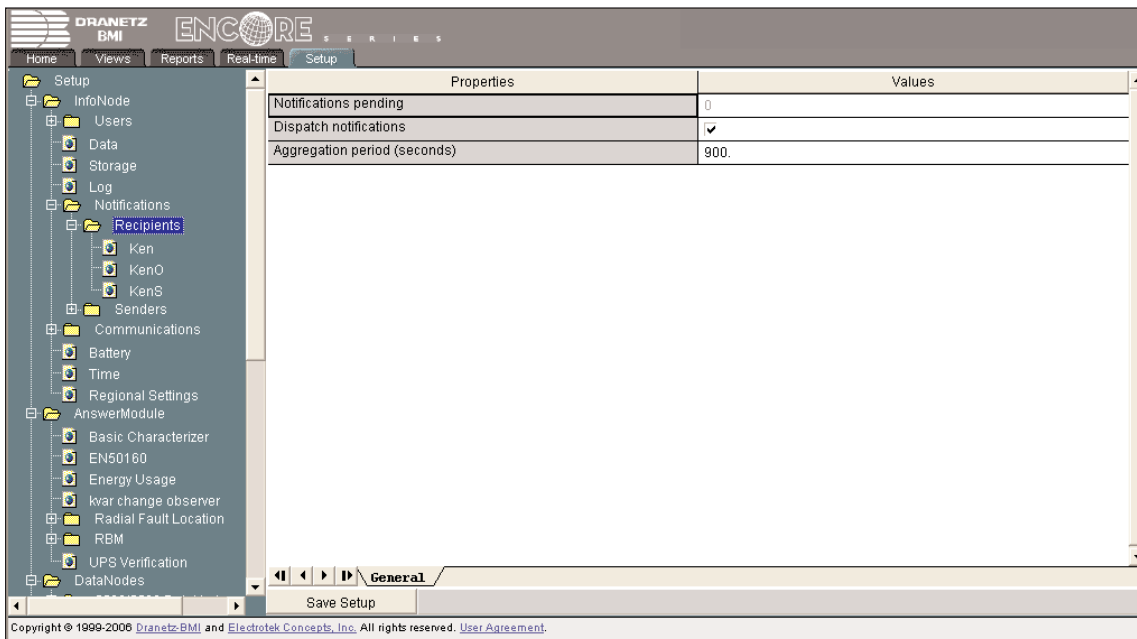 DRANETZ
BMI
ENCORE
SERIES
Home Views Reports Real-time Setup
Setup
InfoNode
Users
Data
Storage
Log
Notifications
Recipients
Ken
KenO
KenS
Senders
Communications
Battery
Time
Regional Settings
AnswerModule
Basic Characterizer
EN50160
Energy Usage
kvar change observer
Radial Fault Location
RBM
UPS Verification
DataNodes
Properties Values
Notifications pending 0
Dispatch notifications
Aggregation period (seconds) 900.
General
Save Setup
Copyright © 1999-2006 Dranetz-BMI and Electrotek Concepts, Inc. All rights reserved. User Agreement.